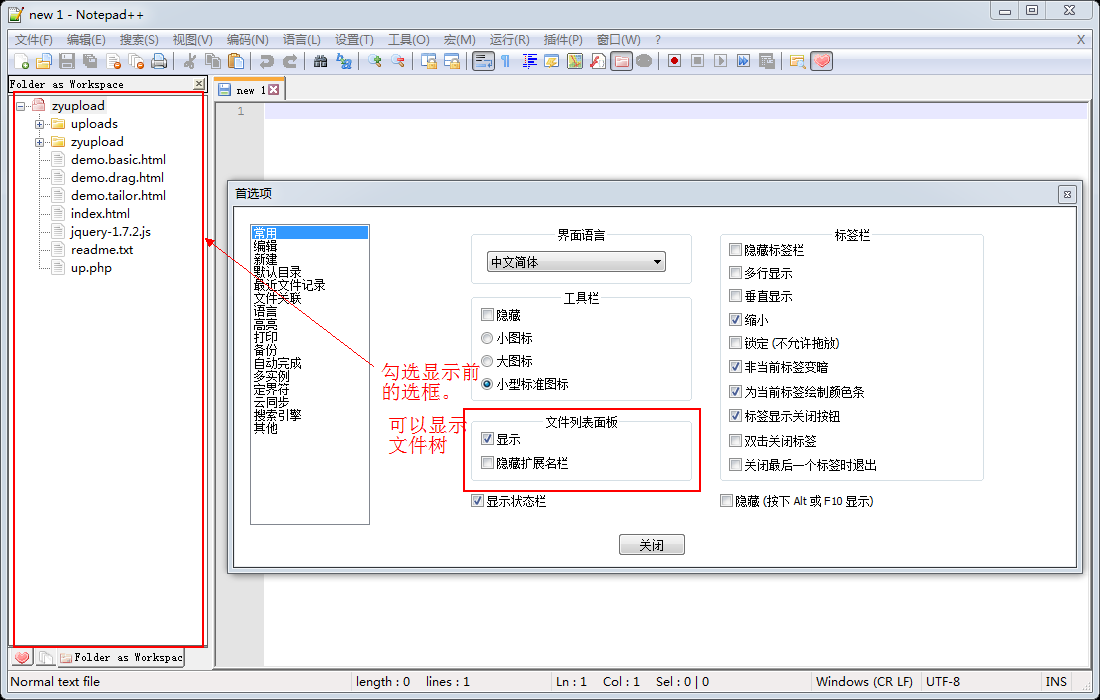 new 1 - Notepad++
文件(F) 编辑(E) 搜索(S) 视图(V) 编码(N) 语言(L) 设置(T) 工具(O) 宏(M) 运行(R) 插件(P) 窗口(W) ? X
Folder as Workspace
new 1
1
zyupload
uploads
zyupload
demo.basic.html
demo.drag.html
demo.tailor.html
index.html
jquery-1.7.2.js
readme.txt
up.php
首选项
常用
编辑
新建
默认目录
最近文件记录
文件关联
语言
高亮
打印
备份
自动完成
多实例
定界符
云同步
搜索引擎
其他
界面语言
中文简体
工具栏
隐藏
小图标
大图标
小型标准图标
文件列表面板
显示
隐藏扩展名栏
显示状态栏
标签栏
隐藏标签栏
多行显示
垂直显示
缩小
锁定 (不允许拖放)
非当前标签变暗
为当前标签绘制颜色条
标签显示关闭按钮
双击关闭标签
关闭最后一个标签时退出
隐藏 (按下 Alt 或 F10 显示)
关闭
勾选显示前
的选框。
可以显示
文件树
Folder as Workspac
Normal text file length : 0 lines : 1 Ln : 1 Col : 1 Sel : 0 | 0 Windows (CR LF) UTF-8 INS